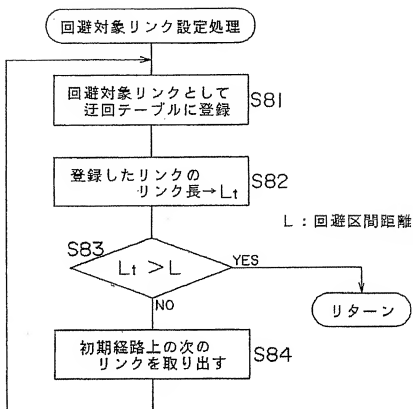 回避対象リンク設定処理
回避対象リンクとして
迂回テーブルに登録
S81
登録したリンクの
リンク長→Lt
S82
L:回避区間距離
S83
Lt>L
YES
NO
リターン
初期経路上の次の
リンクを取り出す
S84